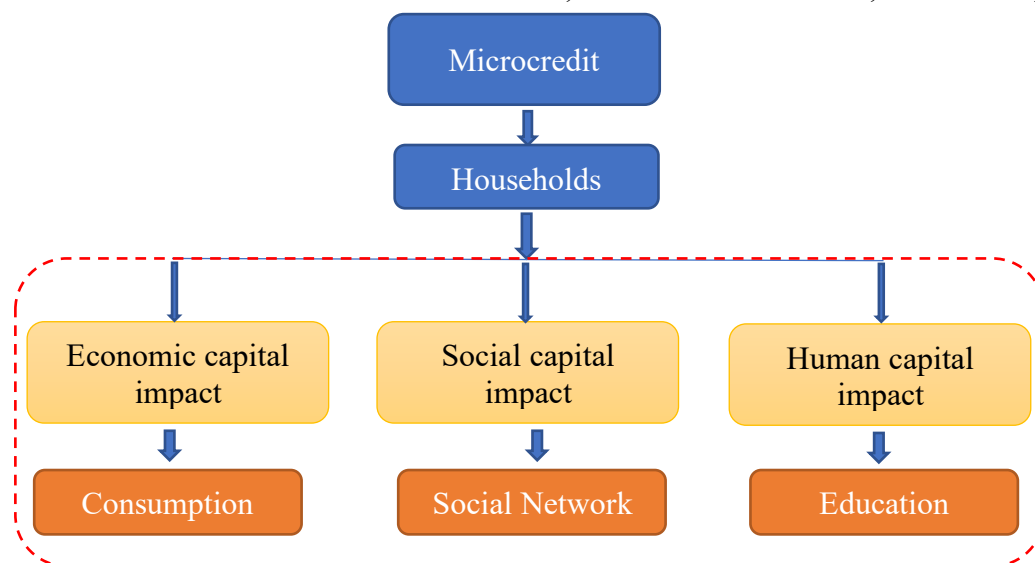 Microcredit
Households
Economic capital
impact
Social capital
impact
Human capital
impact
Consumption
Social Network
Education